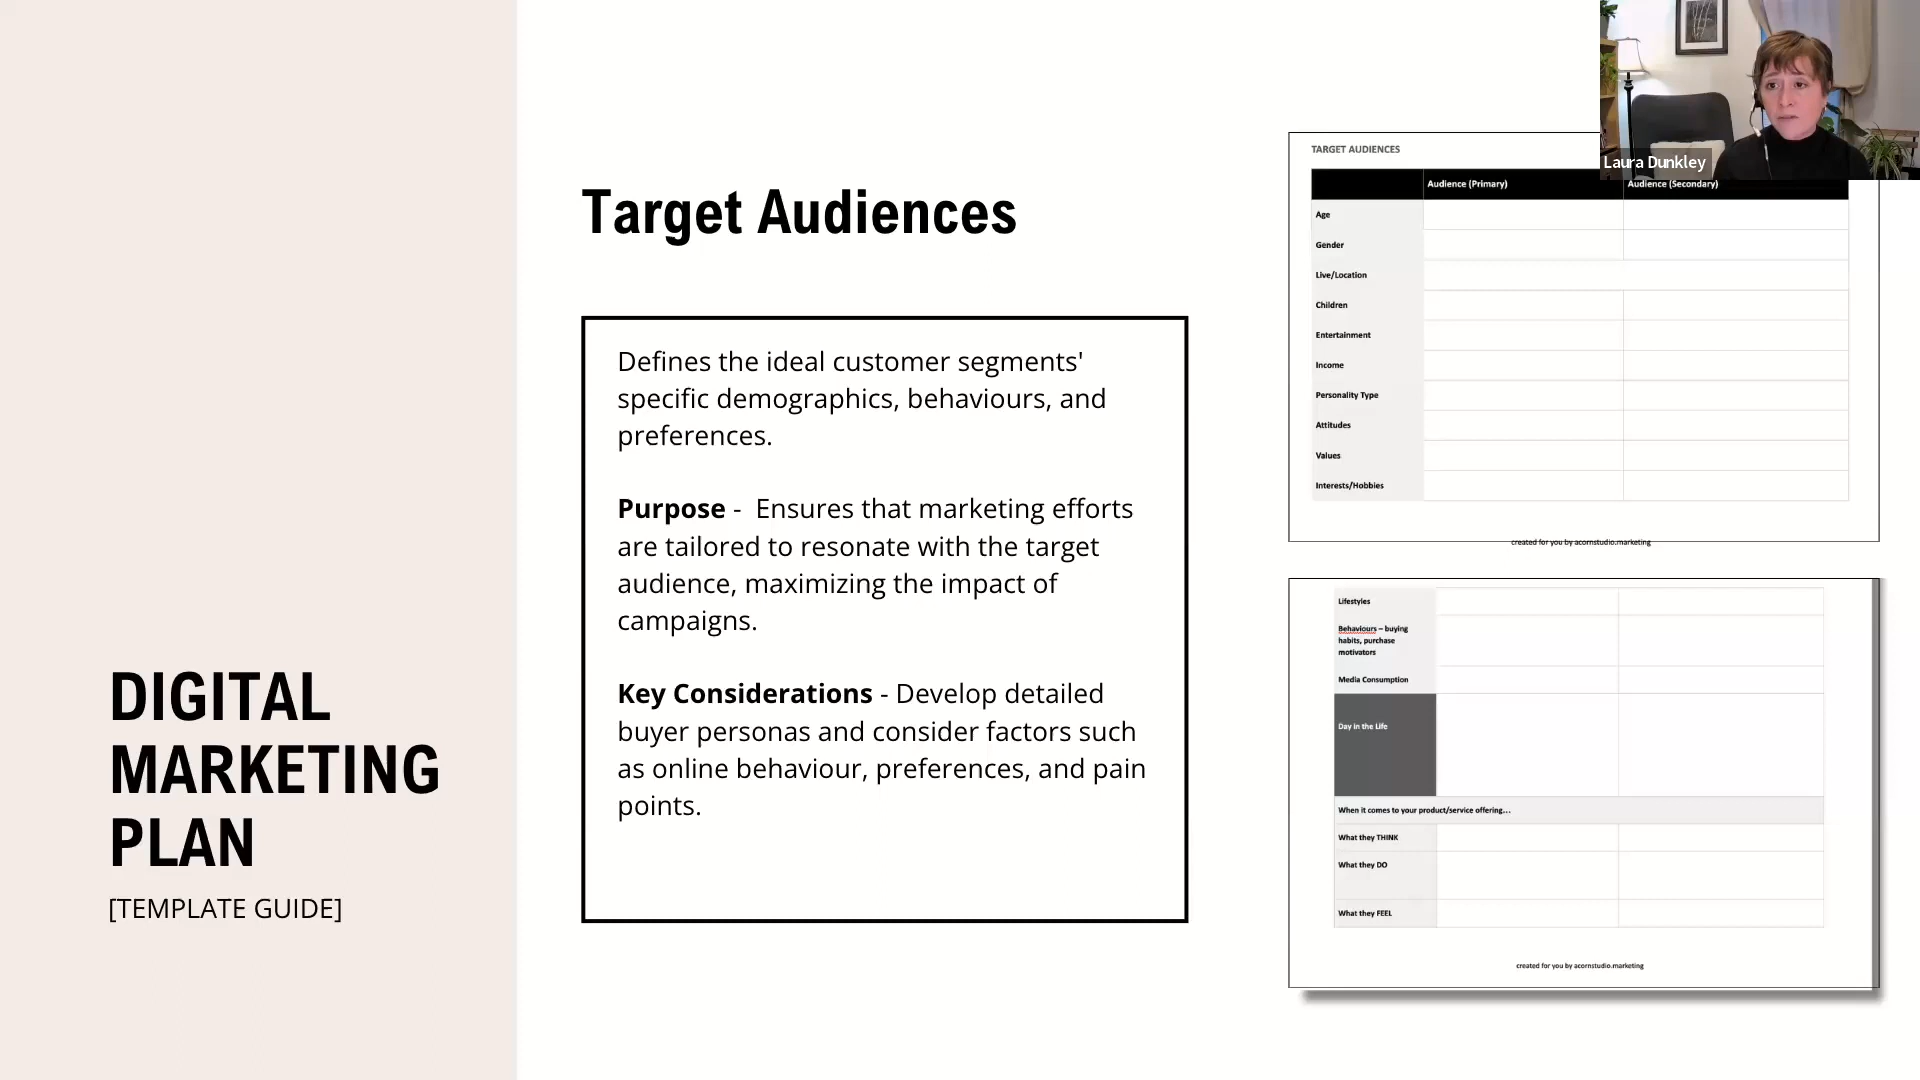 DIGITAL
MARKETING
PLAN
[TEMPLATE GUIDE]
Target Audiences
Defines the ideal customer segments'
specific demographics, behaviours, and
preferences.
Purpose -  Ensures that marketing efforts
are tailored to resonate with the target
audience, maximizing the impact of
campaigns.
Key Considerations - Develop detailed
buyer personas and consider factors such
as online behaviour, preferences, and pain
points.
Laura Dunkley
TARGET AUDIENCES
Audience (Primary) Audience (Secondary)
Age
Gender
Live/Location
Children
Entertainment
Income
Personality Type
Attitudes
Values
Interests/Hobbies
created for you by acornstudio.marketing
Lifestyles
Behaviours – buying
habits, purchase
motivators
Media Consumption
Day in the Life
When it comes to your product/service offering...
What they THINK
What they DO
What they FEEL
created for you by acornstudio.marketing